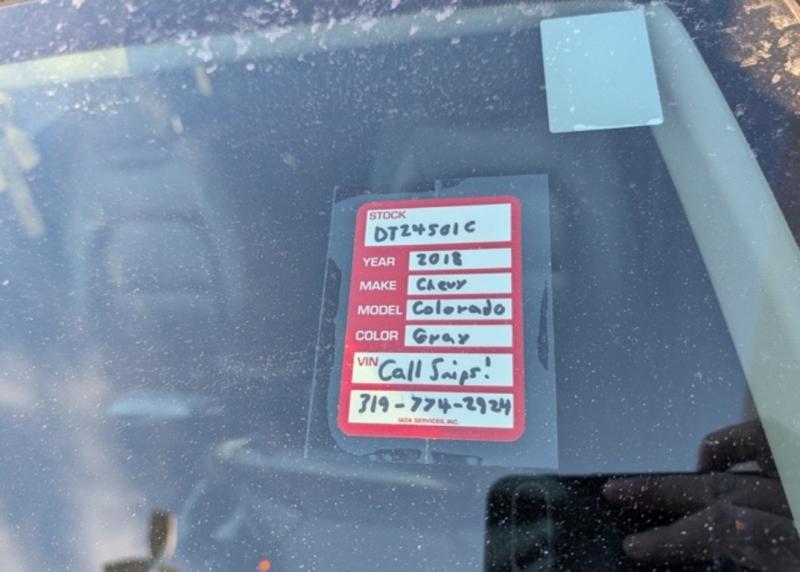 STOCK
DT24501C
YEAR 2018
MAKE Chevy
MODEL Colorado
COLOR Gray
VIN Call Snips!
319-774-2924
IADA SERVICES, INC.